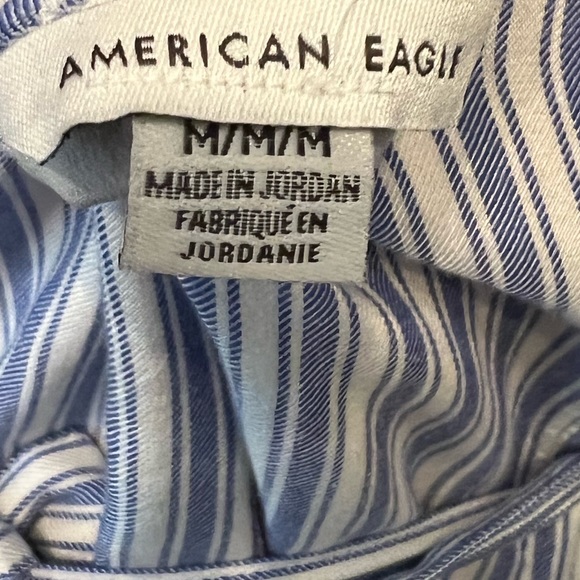 AMERICAN EAGLE
M/M/M
MADE IN JORDAN
FABRIQUÉ EN
JORDANIE